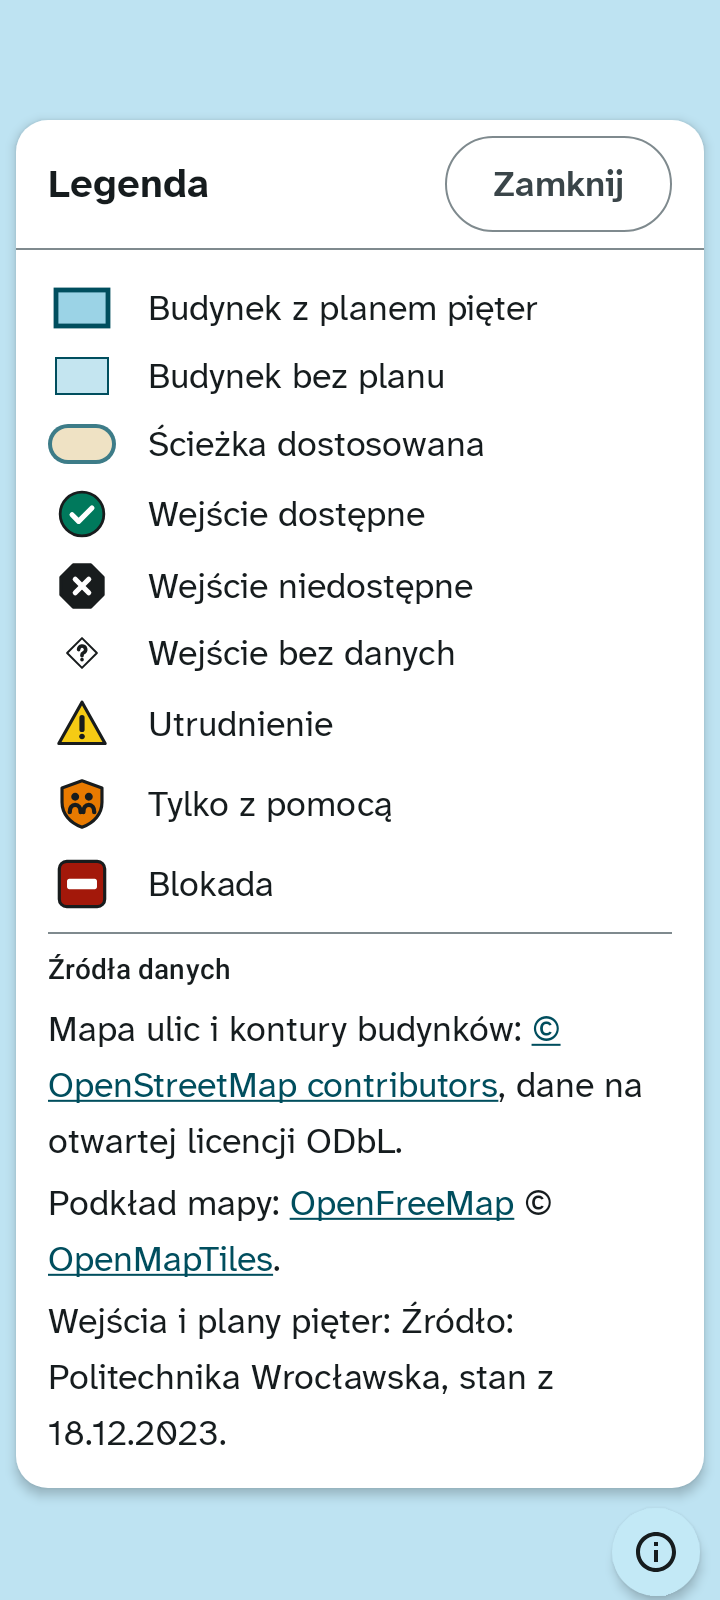 Legenda
Zamknij
Budynek z planem pięter
Budynek bez planu
Ścieżka dostosowana
Wejście dostępne
Wejście niedostępne
Wejście bez danych
Utrudnienie
Tylko z pomocą
Blokada
Źródła danych
Mapa ulic i kontury budynków: ©
OpenStreetMap contributors, dane na
otwartej licencji ODbL.
Podkład mapy: OpenFreeMap ©
OpenMapTiles.
Wejścia i plany pięter: Źródło:
Politechnika Wrocławska, stan z
18.12.2023.